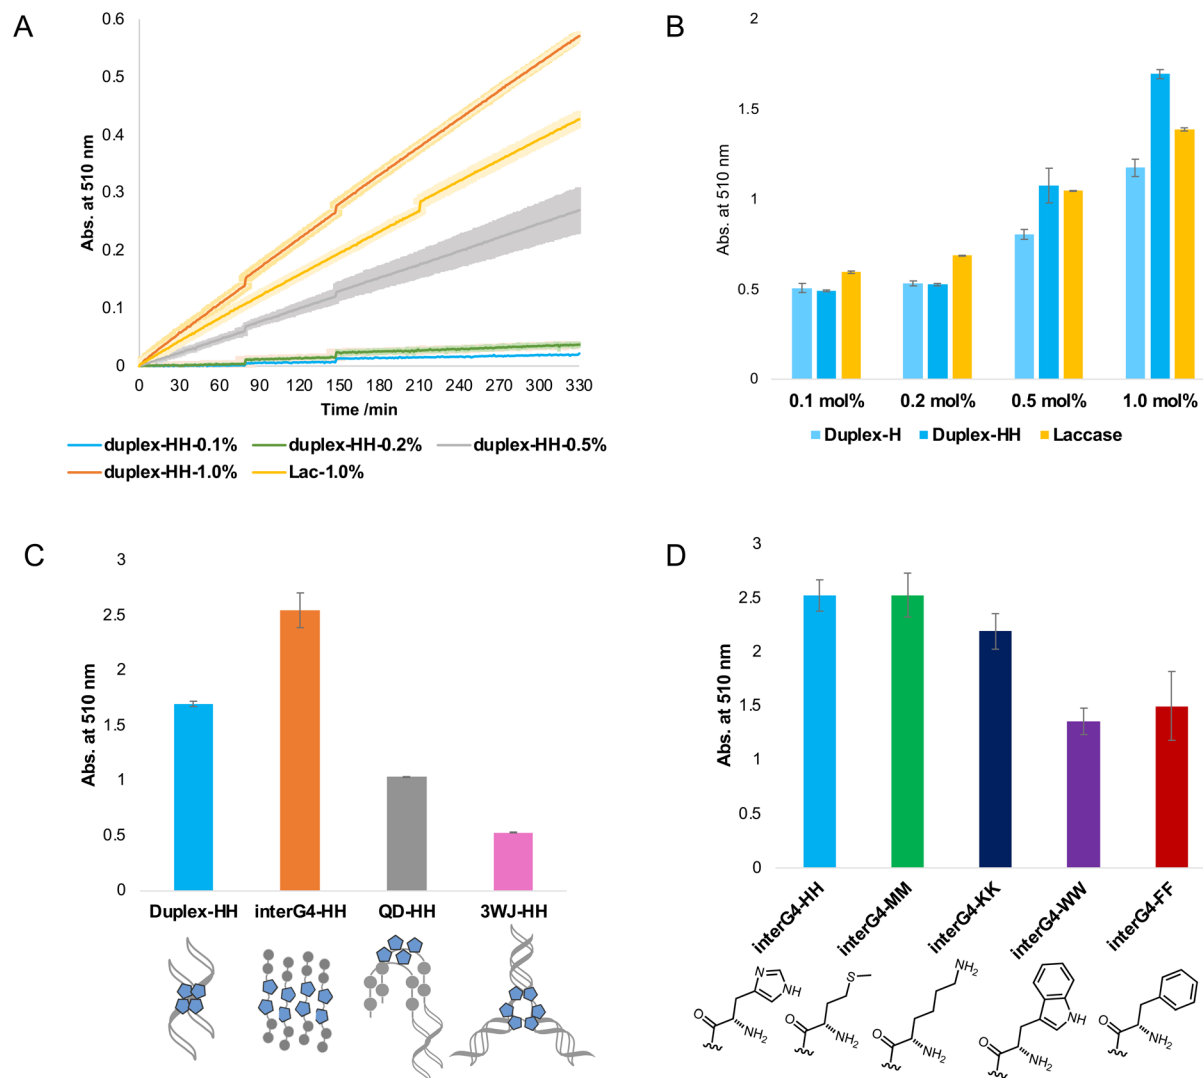 A
0.6
0.5
0.4
0.3
0.2
0.1
0
Abs. at 510 nm
0 30 60 90 120 150 180 210 240 270 300 330
Time /min
duplex-HH-0.1% duplex-HH-0.2% duplex-HH-0.5%
duplex-HH-1.0% Lac-1.0%
B
2
1.5
1
0.5
0
Abs. at 510 nm
0.1 mol% 0.2 mol% 0.5 mol% 1.0 mol%
Duplex-H Duplex-HH Laccase
C
3
2.5
2
1.5
1
0.5
0
Abs. at 510 nm
Duplex-HH interG4-HH QD-HH 3WJ-HH
D
3
2.5
2
1.5
1
0.5
0
Abs. at 510 nm
interG4-HH
interG4-MM
interG4-KK
interG4-WW
interG4-FF
N
NH
O
NH2
S
O
NH2
NH2
O
NH2
NH
O
NH2
O
NH2